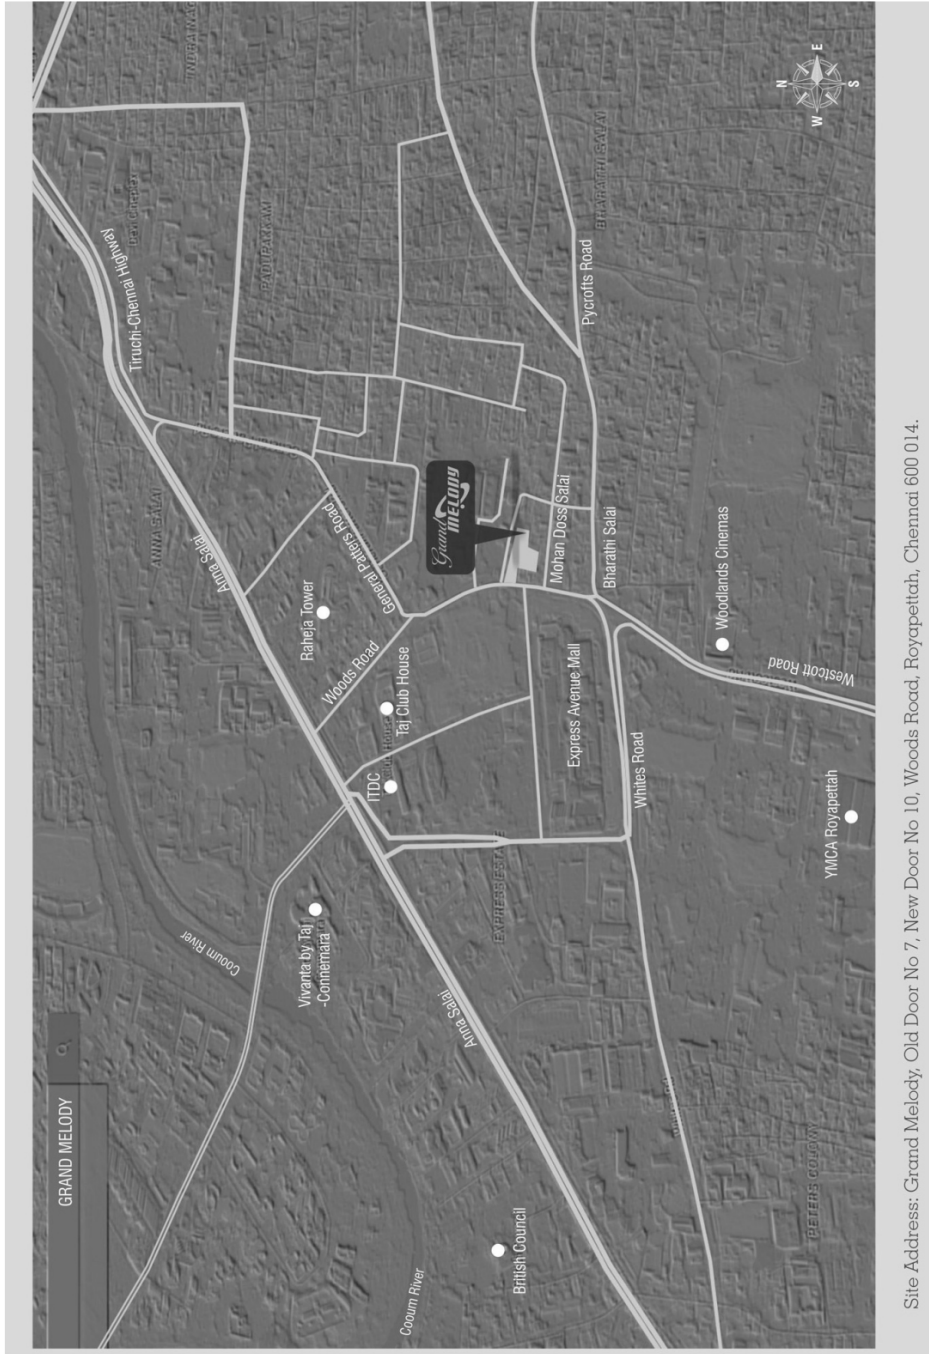 GRAND MELODY
Tiruchi-Chennai Highway
ANNA SALAI
Cooum River
Anna Salai
PADUPAKKAM
Vivanta by Taj
-Connemara
Raheja Tower
Woods Road
General Patters Road
ITDC
Taj Club House
Cooum River
Grand
MELODY
Anna Salai
EXPRESS ESTATE
British Council
Mohan Doss Salai
Express Avenue Mall
Pycrofts Road
BHARATHI SALAI
Bharathi Salai
Whites Road
Woodlands Cinemas
Westcott Road
PETERS COLONY
YMCA Royapettah
N
E
W
S
Site Address: Grand Melody, Old Door No 7, New Door No 10, Woods Road, Royapettah, Chennai 600 014.